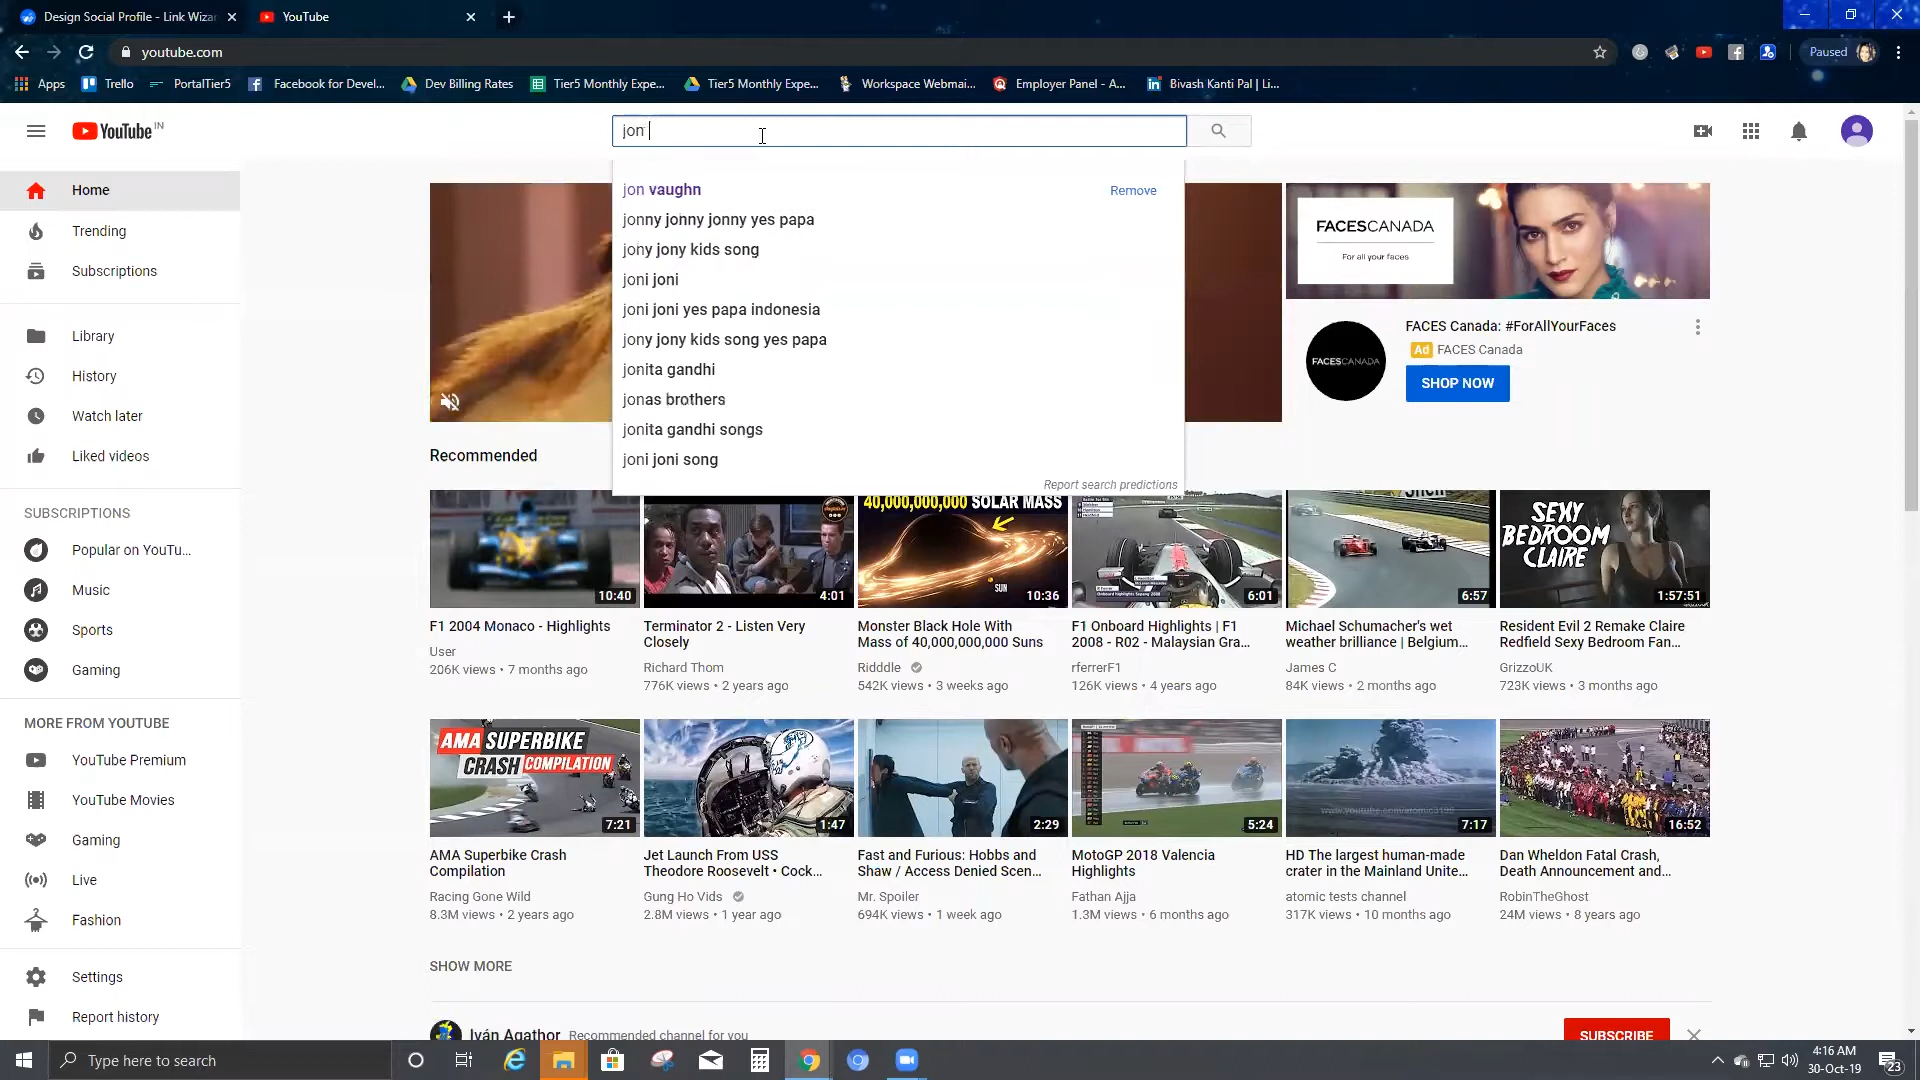 Design Social Profile - Link Wizar
YouTube
youtube.com
Paused
Apps
Trello
PortalTier5
Facebook for Devel...
Dev Billing Rates
Tier5 Monthly Expe...
Tier5 Monthly Expe...
Workspace Webmai...
Employer Panel - A...
Bivash Kanti Pal | Li...
YouTube IN
jon
Home
Trending
Subscriptions
Library
History
Watch later
Liked videos
SUBSCRIPTIONS
Popular on YouTu...
Music
Sports
Gaming
MORE FROM YOUTUBE
YouTube Premium
YouTube Movies
Gaming
Live
Fashion
Settings
Report history
jon vaughn
Remove
jonny jonny jonny yes papa
jony jony kids song
joni joni
joni joni yes papa indonesia
jony jony kids song yes papa
jonita gandhi
jonas brothers
jonita gandhi songs
joni joni song
Report search predictions
FACESCANADA
For all your faces
FACESCANADA
FACES Canada: #ForAllYourFaces
Ad FACES Canada
SHOP NOW
Recommended
10:40
4:01
40,000,000,000 SOLAR MASS
SUN
10:36
6:01
6:57
SEXY
BEDROOM
CLAIRE
1:57:51
F1 2004 Monaco - Highlights
User
206K views • 7 months ago
Terminator 2 - Listen Very
Closely
Richard Thom
776K views • 2 years ago
Monster Black Hole With
Mass of 40,000,000,000 Suns
Ridddle
542K views • 3 weeks ago
F1 Onboard Highlights | F1
2008 - R02 - Malaysian Gra...
rferrerF1
126K views • 4 years ago
Michael Schumacher's wet
weather brilliance | Belgium...
James C
84K views • 2 months ago
Resident Evil 2 Remake Claire
Redfield Sexy Bedroom Fan...
GrizzoUK
723K views • 3 months ago
AMA SUPERBIKE
CRASH COMPILATION
7:21
1:47
2:29
5:24
7:17
16:52
AMA Superbike Crash
Compilation
Racing Gone Wild
8.3M views • 2 years ago
Jet Launch From USS
Theodore Roosevelt • Cock...
Gung Ho Vids
2.8M views • 1 year ago
Fast and Furious: Hobbs and
Shaw / Access Denied Scen...
Mr. Spoiler
694K views • 1 week ago
MotoGP 2018 Valencia
Highlights
Fathan Ajja
1.3M views • 6 months ago
HD The largest human-made
crater in the Mainland Unite...
atomic tests channel
317K views • 10 months ago
Dan Wheldon Fatal Crash,
Death Announcement and...
RobinTheGhost
24M views • 8 years ago
SHOW MORE
Iván Agathor Recommended channel for you
SUBSCRIBE
Type here to search
4:16 AM
30-Oct-19
23